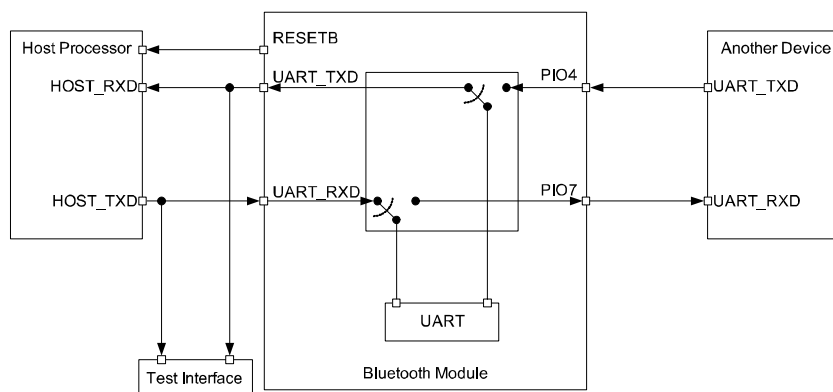 Host Processor
RESETB
Another Device
HOST_RXD
UART_TXD
PIO4
UART_TXD
HOST_TXD
UART_RXD
PIO7
UART_RXD
UART
Test Interface
Bluetooth Module